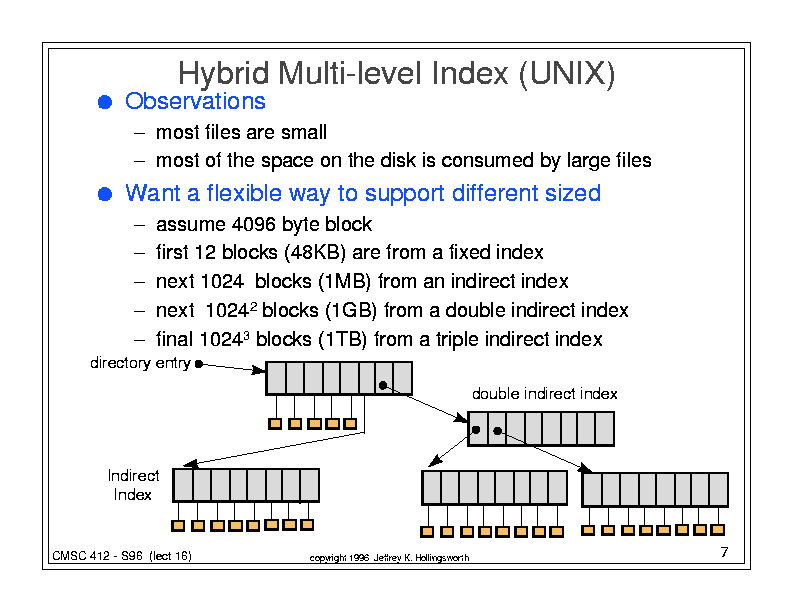 Hybrid Multi-level Index (UNIX)
● Observations
– most files are small
– most of the space on the disk is consumed by large files
● Want a flexible way to support different sized
– assume 4096 byte block
– first 12 blocks (48KB) are from a fixed index
– next 1024 blocks (1MB) from an indirect index
– next 1024² blocks (1GB) from a double indirect index
– final 1024³ blocks (1TB) from a triple indirect index
directory entry
double indirect index
Indirect
Index
CMSC 412 - S96 (lect 16)
copyright 1996 Jeffrey K. Hollingsworth
7